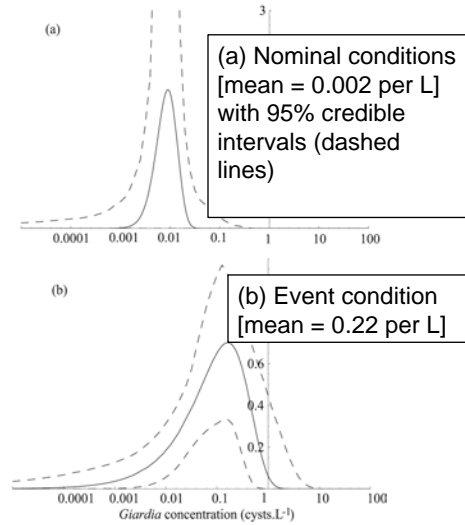 (a)
3
(a) Nominal conditions
[mean = 0.002 per L]
with 95% credible
intervals (dashed
lines)
0.0001 0.001 0.01 0.1 1 10 100
(b)
(b) Event condition
[mean = 0.22 per L]
0.6
0.4
0.2
0.0001 0.001 0.01 0.1 1 10 100
Giardia concentration (cysts.L-1)